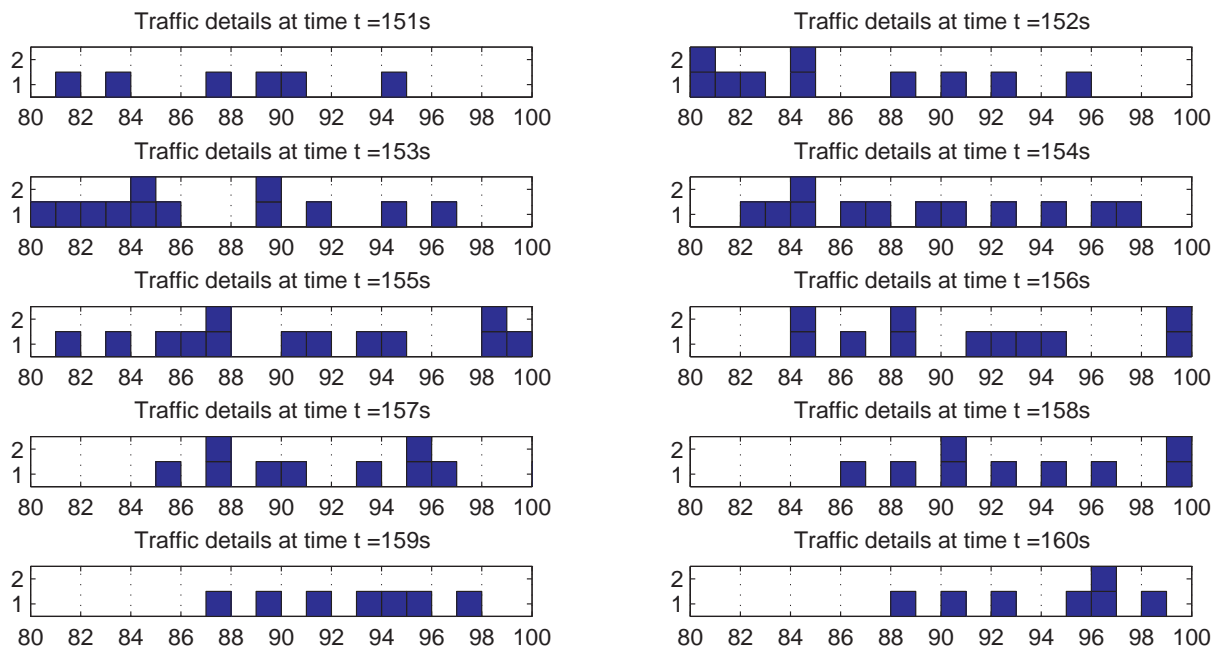 Traffic details at time t =151s
2
1
80 82 84 86 88 90 92 94 96 98 100
Traffic details at time t =152s
2
1
80 82 84 86 88 90 92 94 96 98 100
Traffic details at time t =153s
2
1
80 82 84 86 88 90 92 94 96 98 100
Traffic details at time t =154s
2
1
80 82 84 86 88 90 92 94 96 98 100
Traffic details at time t =155s
2
1
80 82 84 86 88 90 92 94 96 98 100
Traffic details at time t =156s
2
1
80 82 84 86 88 90 92 94 96 98 100
Traffic details at time t =157s
2
1
80 82 84 86 88 90 92 94 96 98 100
Traffic details at time t =158s
2
1
80 82 84 86 88 90 92 94 96 98 100
Traffic details at time t =159s
2
1
80 82 84 86 88 90 92 94 96 98 100
Traffic details at time t =160s
2
1
80 82 84 86 88 90 92 94 96 98 100